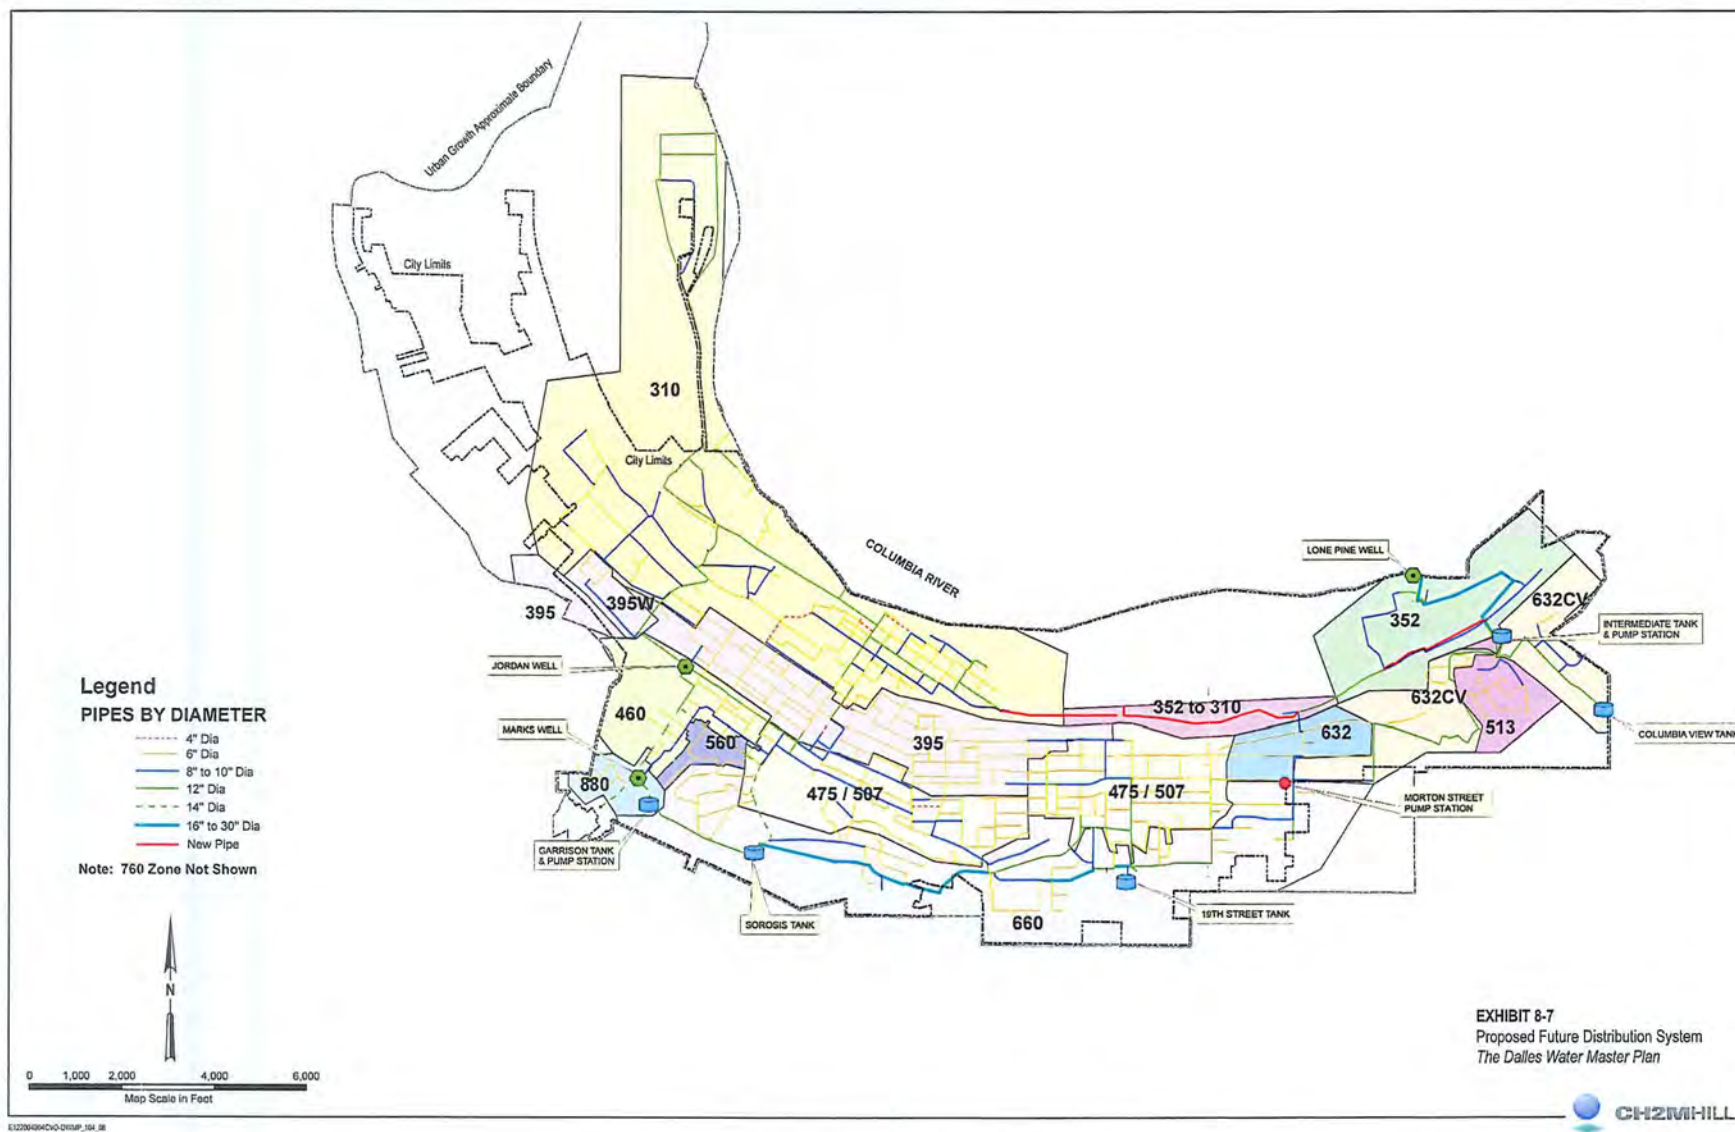 Urban Growth Approximate Boundary
City Limits
310
City Limits
COLUMBIA RIVER
LONE PINE WELL
395
395W
352
632CV
INTERMEDIATE TANK
& PUMP STATION
JORDAN WELL
460
MARKS WELL
560
880
352 to 310
395
632CV
632
513
COLUMBIA VIEW TANK
475 / 507
475 / 507
MORTON STREET
PUMP STATION
GARRISON TANK
& PUMP STATION
SOROSIS TANK
19TH STREET TANK
660
Legend
PIPES BY DIAMETER
4" Dia
6" Dia
8" to 10" Dia
12" Dia
14" Dia
16" to 30" Dia
New Pipe
Note: 760 Zone Not Shown
N
0 1,000 2,000 4,000 6,000
Map Scale in Feet
EXHIBIT 8-7
Proposed Future Distribution System
The Dalles Water Master Plan
CH2MHILL